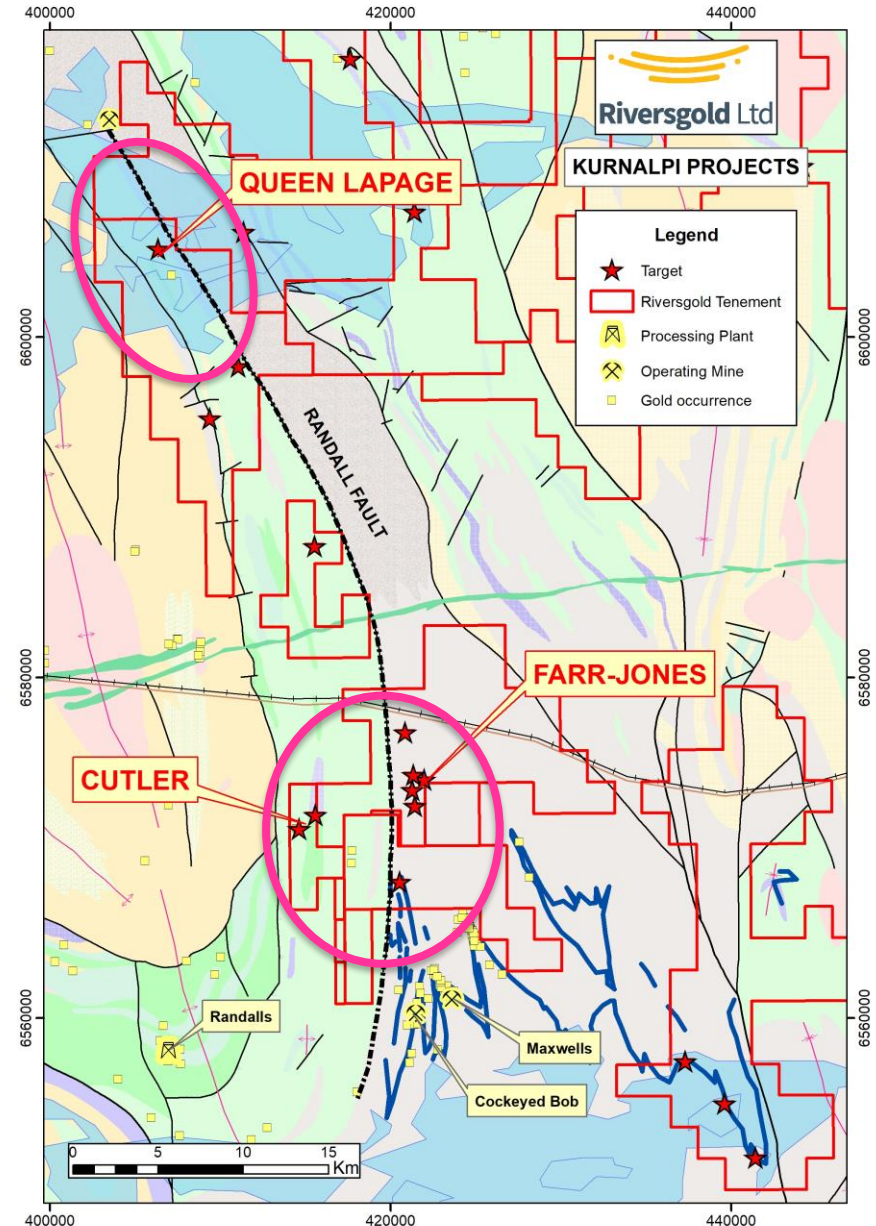 400000
420000
440000
Riversgold Ltd
KURNALPI PROJECTS
QUEEN LAPAGE
Legend
Target
Riversgold Tenement
Processing Plant
Operating Mine
Gold occurrence
6600000
6600000
RANDALL FAULT
6580000
6580000
FARR-JONES
CUTLER
6560000
6560000
Randalls
Maxwells
Cockeyed Bob
0 5 10 15
Km
400000
420000
440000